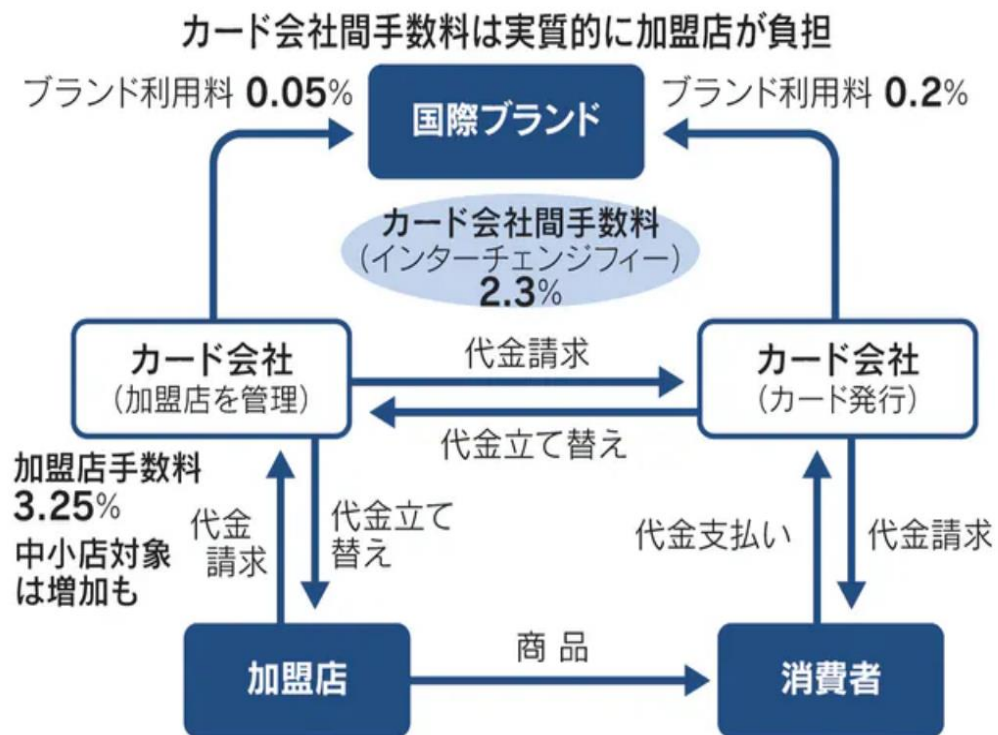 カード会社間手数料は実質的に加盟店が負担
ブランド利用料 0.05%
国際ブランド
ブランド利用料 0.2%
カード会社間手数料
（インターチェンジフィー）
2.3%
カード会社
（加盟店を管理）
代金請求
代金立て替え
カード会社
（カード発行）
加盟店手数料
3.25%
中小店対象
は増加も
代金
請求
代金立て
替え
代金支払い
代金請求
加盟店
商品
消費者